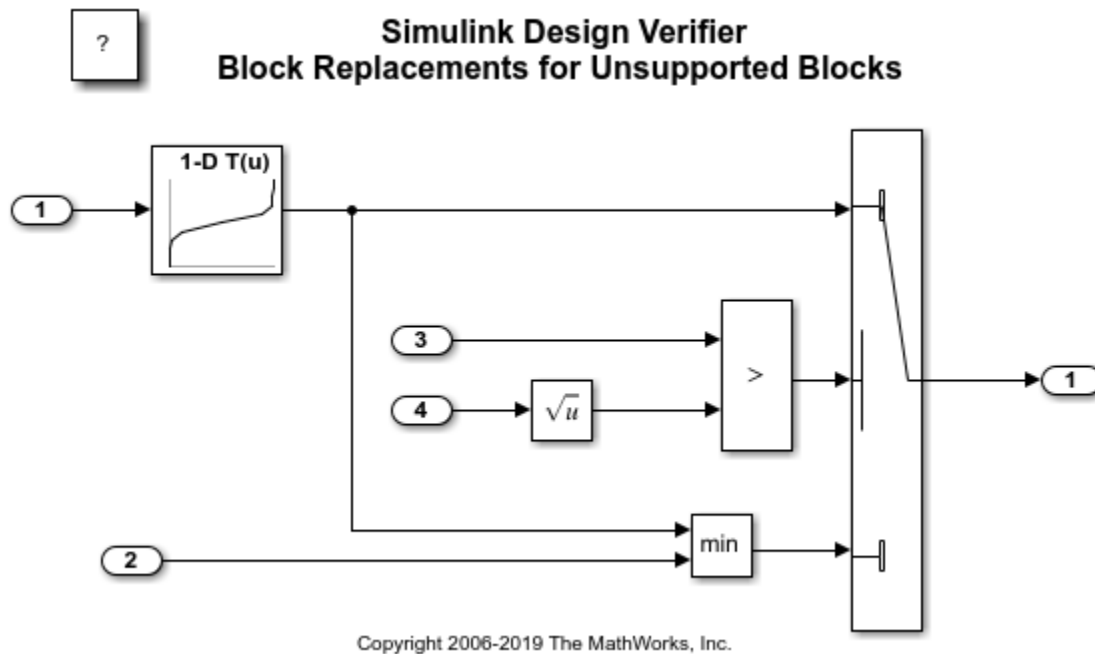 ?
Simulink Design Verifier
Block Replacements for Unsupported Blocks
1-D T(u)
1
3
>
4
√u
1
min
2
Copyright 2006-2019 The MathWorks, Inc.